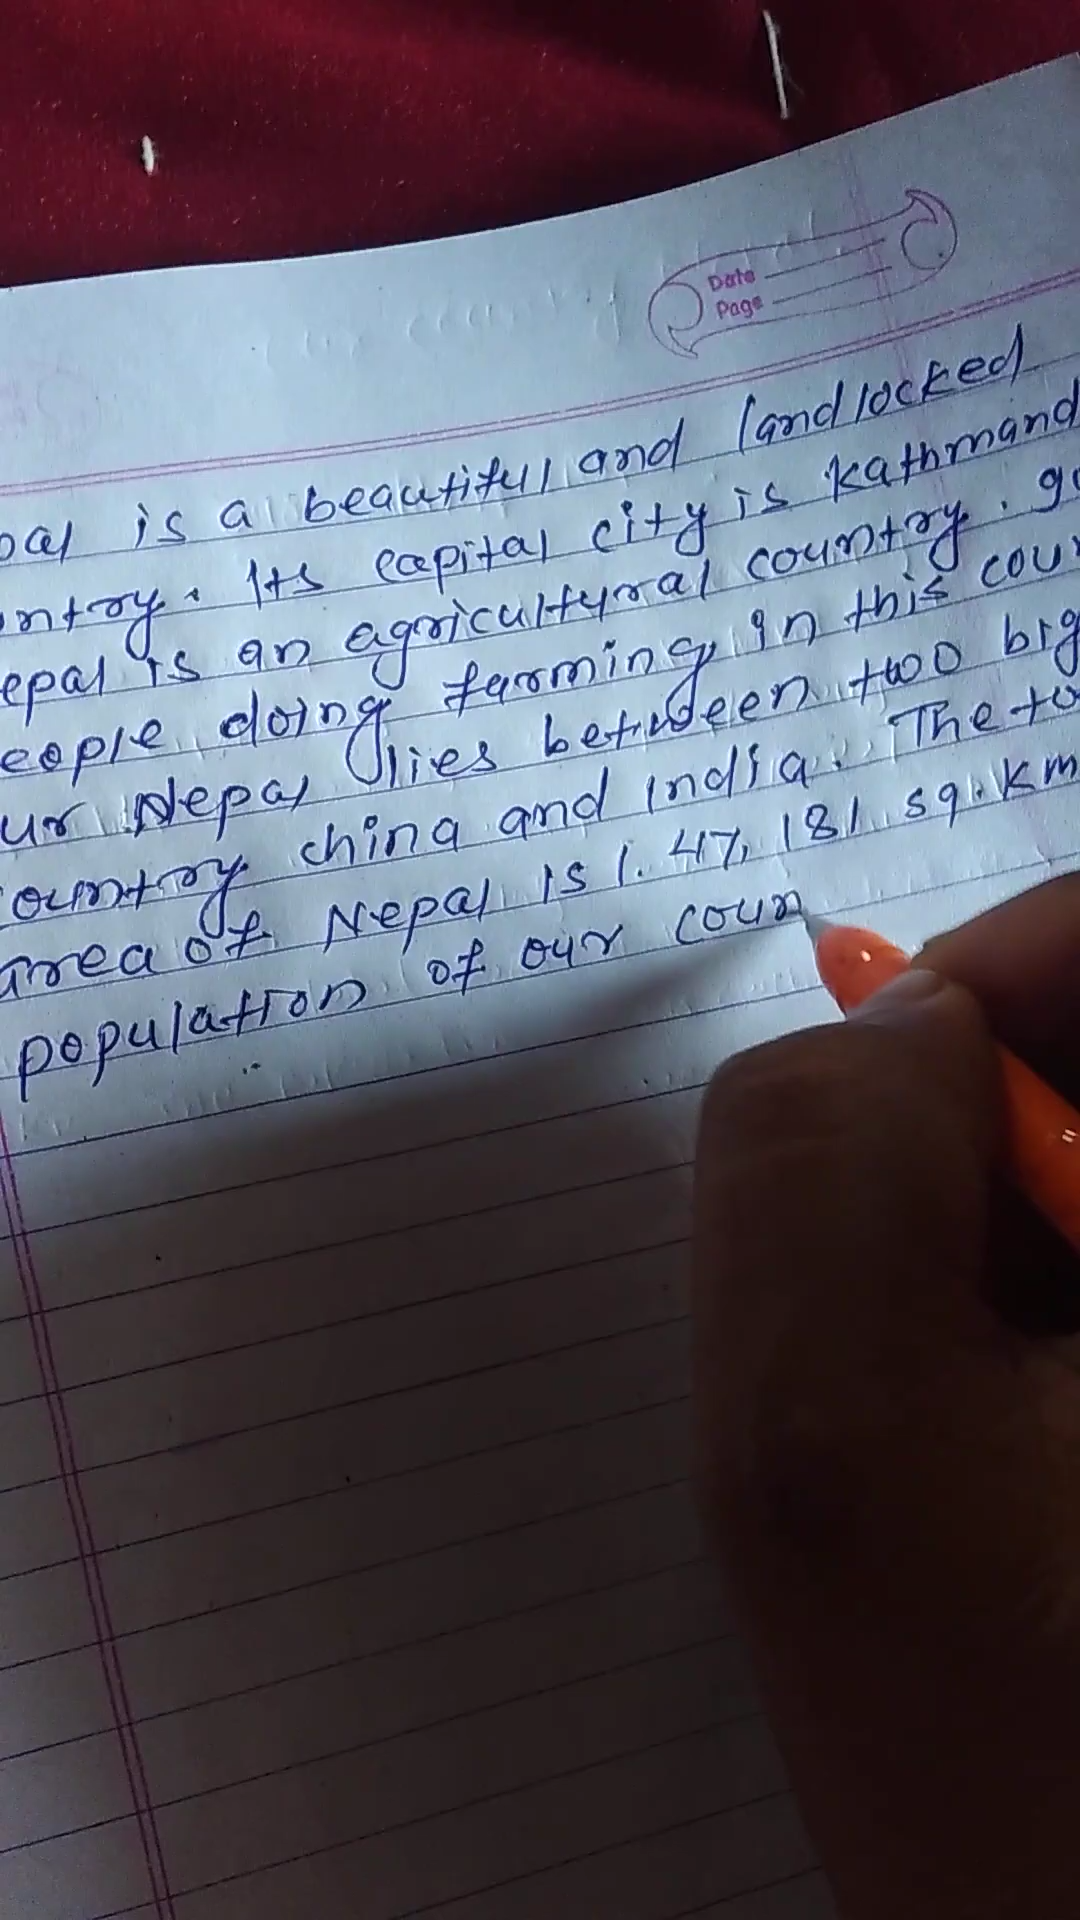 Date
Page
pal is a beautiful and landlocked
ntry. Its capital city is kathmand
epal is an agricultural country. 90
eople doing farming in this cour
ur Nepal lies between two big
ountry china and india. The to
area of Nepal is 1.47,181 sq.km
population of our coun